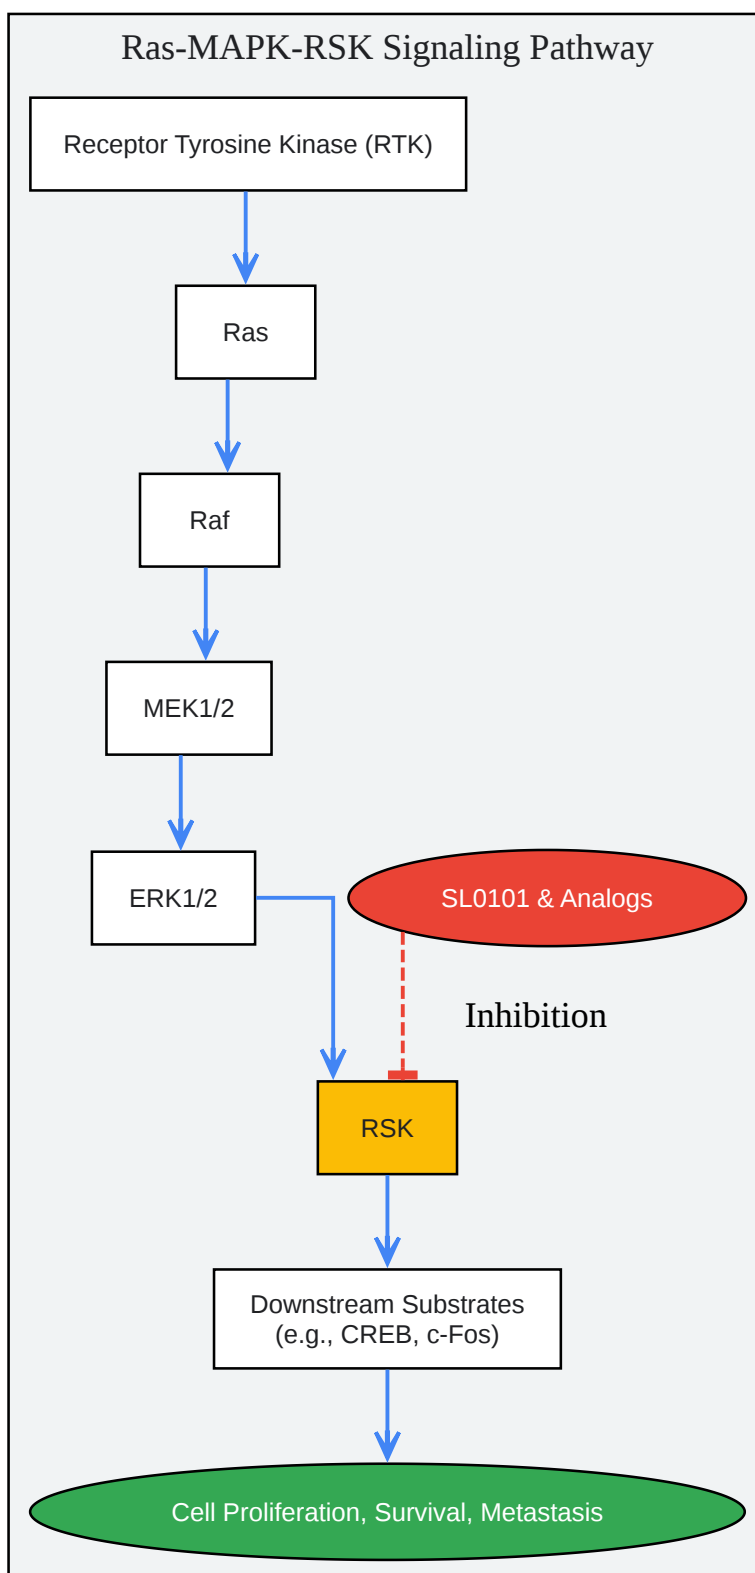 Ras-MAPK-RSK Signaling Pathway
Receptor Tyrosine Kinase (RTK)
Ras
Raf
MEK1/2
ERK1/2
SL0101 & Analogs
Inhibition
RSK
Downstream Substrates
(e.g., CREB, c-Fos)
Cell Proliferation, Survival, Metastasis